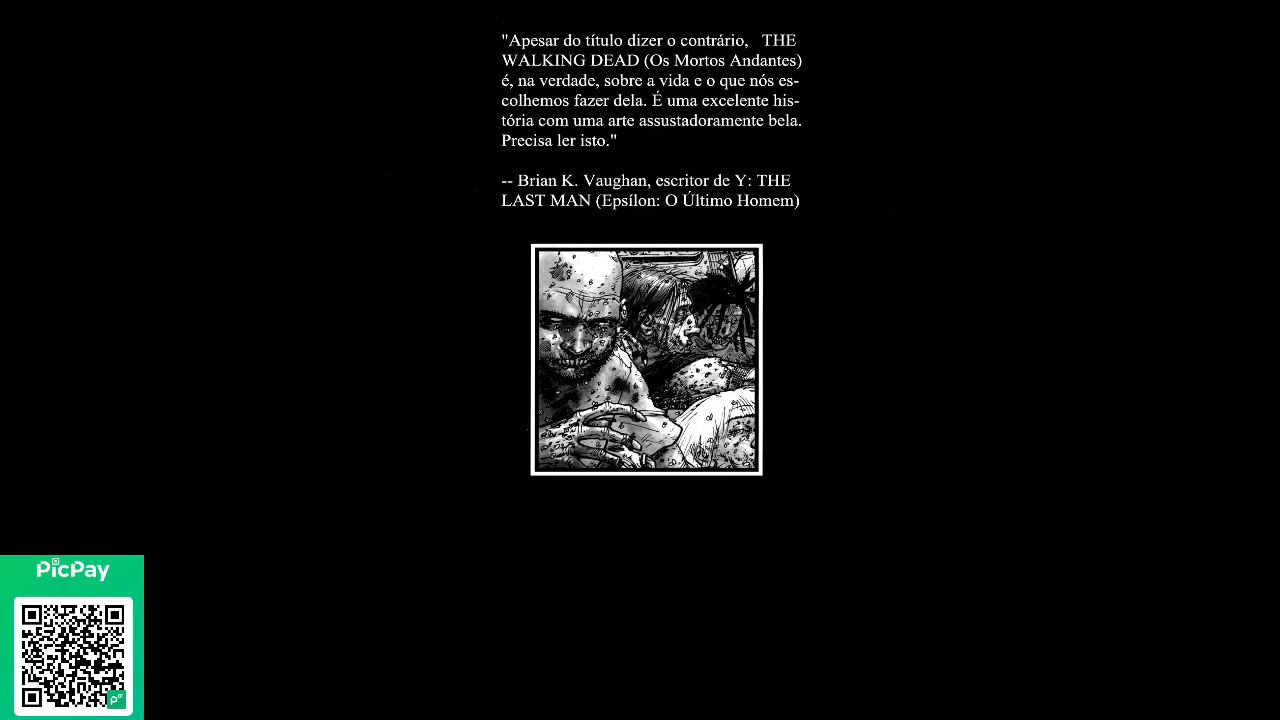 "Apesar do título dizer o contrário, THE
WALKING DEAD (Os Mortos Andantes)
é, na verdade, sobre a vida e o que nós es-
colhemos fazer dela. É uma excelente his-
tória com uma arte assustadoramente bela.
Precisa ler isto."
-- Brian K. Vaughan, escritor de Y: THE
LAST MAN (Epsílon: O Último Homem)
PicPay